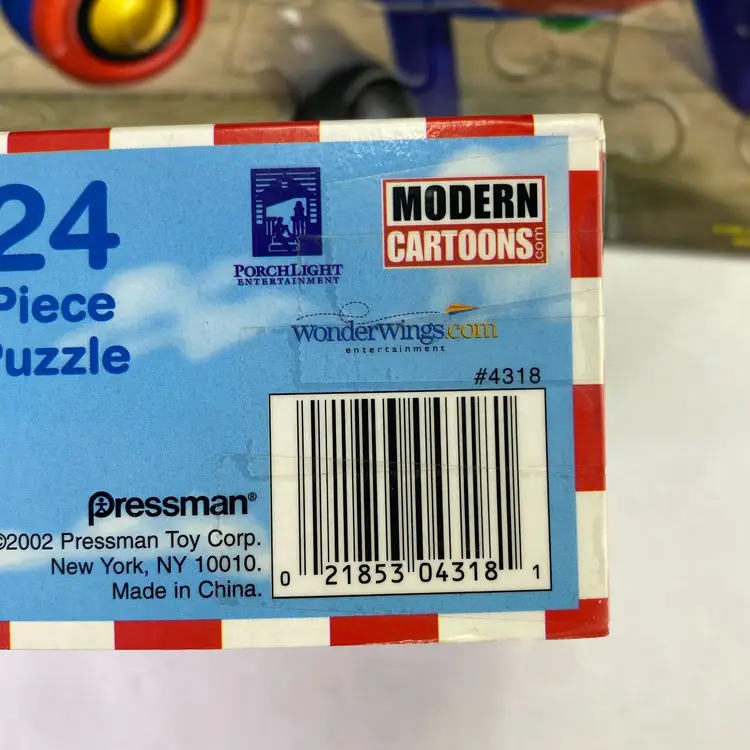 24
Piece
Puzzle
PORCHLIGHT
ENTERTAINMENT
MODERN
CARTOONS.com
wonderwings.com
entertainment
#4318
pressman®
©2002 Pressman Toy Corp.
New York, NY 10010.
Made in China.
0 21853 04318 1